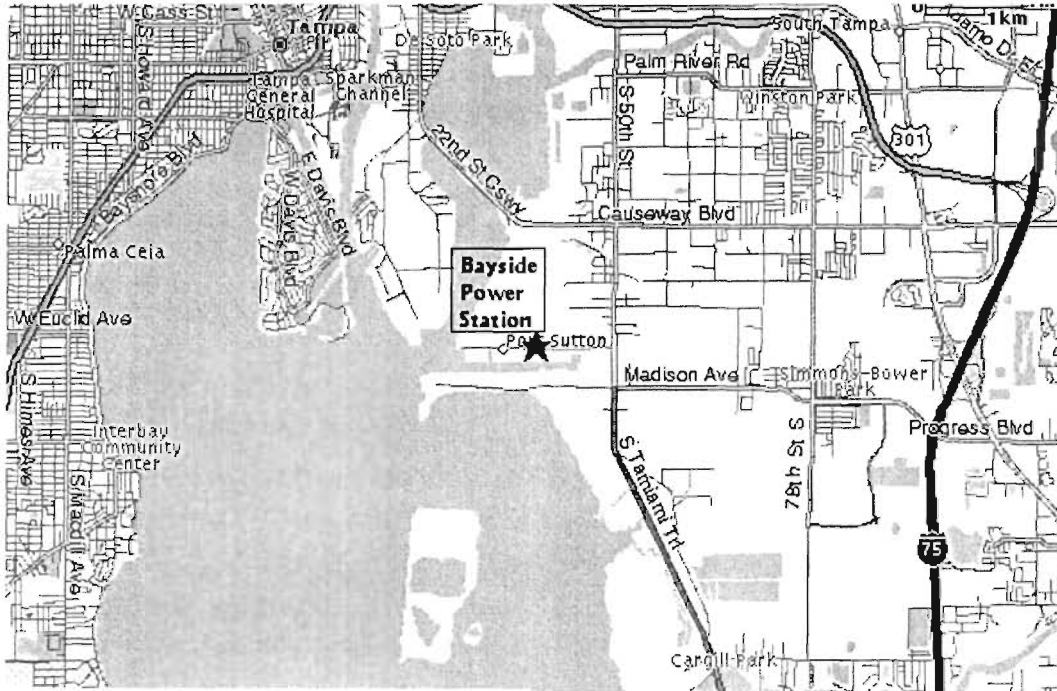 W Cass St
Tampa
De Soto Park
South Tampa
1km
Adamo Dr E
S Howard Ave
Palm River Rd
Tampa
General
Hospital
Sparkman
Channel
Winston Park
S 50th St
301
Bayshore Blvd
22nd St Cswy
E Davis Blvd
W Davis Blvd
Causeway Blvd
Palma Ceia
Bayside
Power
Station
W Euclid Ave
Port Sutton
Madison Ave
Simmons-Bower
Park
S Himes Ave
Interbay
Community
Center
Progress Blvd
S Macdill Ave
S Tamiami Trl
78th St S
75
Cargill Park